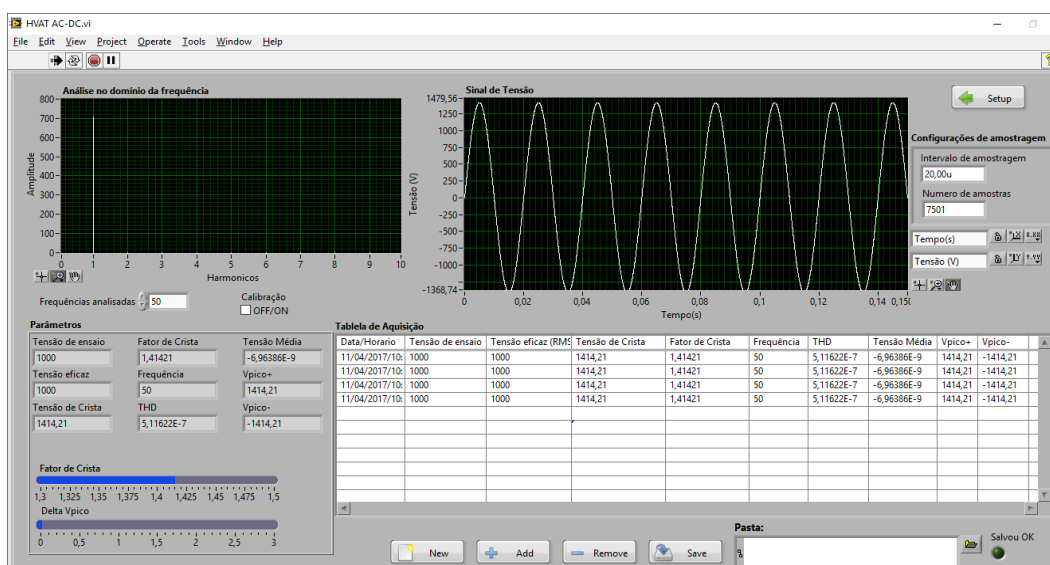 HVAT AC-DC.vi
File Edit View Project Operate Tools Window Help
Análise no domínio da frequência
800
700
600
500
400
300
200
100
0
Amplitude
0 1 2 3 4 5 6 7 8 9 10
Harmonicos
Sinal de Tensão
1479,56
1250
1000
750
500
250
0
-250
-500
-750
-1000
-1368,74
Tensão (V)
0 0,02 0,04 0,06 0,08 0,1 0,12 0,14 0,150
Tempo(s)
Setup
Configurações de amostragem
Intervalo de amostragem
20,00u
Numero de amostras
7501
Tempo(s)
Tensão (V)
Frequências analisadas 50
Calibração
OFF/ON
Parâmetros
Tensão de ensaio Fator de Crista Tensão Média
1000 1,41421 -6,96386E-9
Tensão eficaz Frequência Vpico+
1000 50 1414,21
Tensão de Crista THD Vpico-
1414,21 5,11622E-7 -1414,21
Fator de Crista
1,3 1,325 1,35 1,375 1,4 1,425 1,45 1,475 1,5
Delta Vpico
0 0,5 1 1,5 2 2,5 3
Tablela de Aquisição
Data/Horario Tensão de ensaio Tensão eficaz (RMS Tensão de Crista Fator de Crista Frequência THD Tensão Média Vpico+ Vpico-
11/04/2017/10: 1000 1000 1414,21 1,41421 50 5,11622E-7 -6,96386E-9 1414,21 -1414,21
11/04/2017/10: 1000 1000 1414,21 1,41421 50 5,11622E-7 -6,96386E-9 1414,21 -1414,21
11/04/2017/10: 1000 1000 1414,21 1,41421 50 5,11622E-7 -6,96386E-9 1414,21 -1414,21
11/04/2017/10: 1000 1000 1414,21 1,41421 50 5,11622E-7 -6,96386E-9 1414,21 -1414,21
New Add Remove Save
Pasta:
Salvou OK